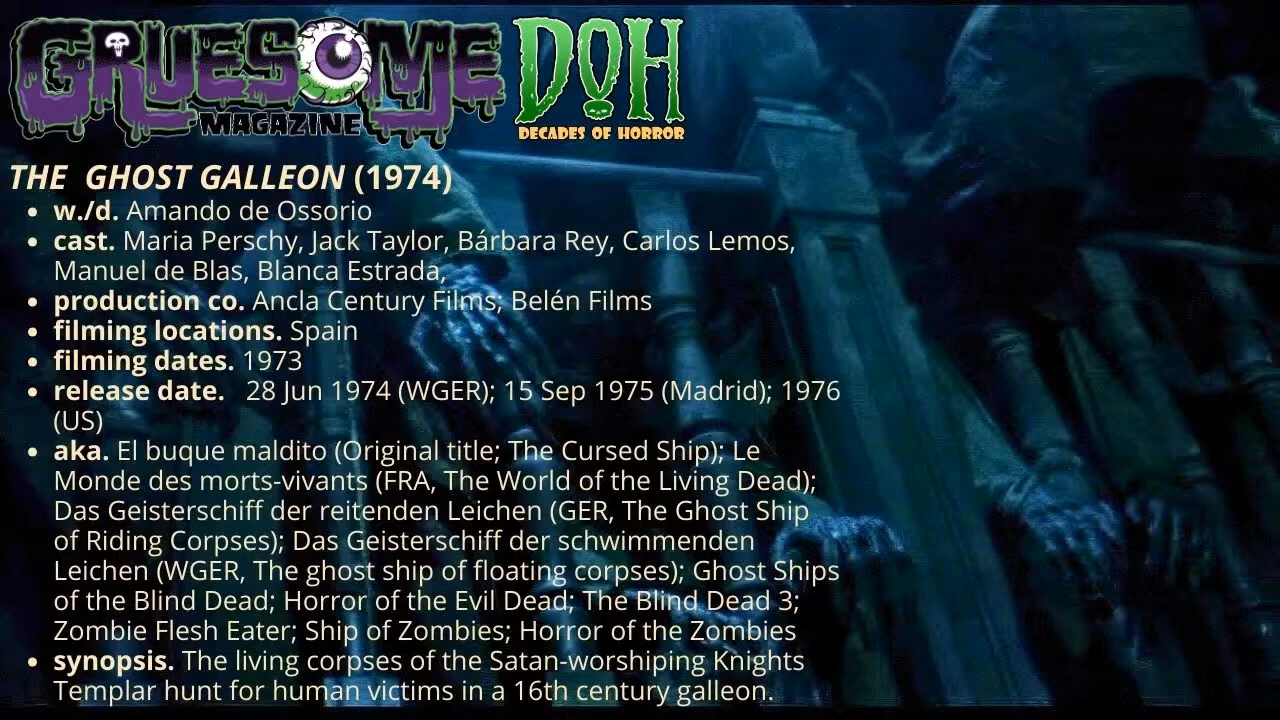 GRUESOME MAGAZINE
DOH
DECADES OF HORROR
THE GHOST GALLEON (1974)
• w./d. Amando de Ossorio
• cast. Maria Perschy, Jack Taylor, Bárbara Rey, Carlos Lemos,
Manuel de Blas, Blanca Estrada,
• production co. Ancla Century Films; Belén Films
• filming locations. Spain
• filming dates. 1973
• release date. 28 Jun 1974 (WGER); 15 Sep 1975 (Madrid); 1976
(US)
• aka. El buque maldito (Original title; The Cursed Ship); Le
Monde des morts-vivants (FRA, The World of the Living Dead);
Das Geisterschiff der reitenden Leichen (GER, The Ghost Ship
of Riding Corpses); Das Geisterschiff der schwimmenden
Leichen (WGER, The ghost ship of floating corpses); Ghost Ships
of the Blind Dead; Horror of the Evil Dead; The Blind Dead 3;
Zombie Flesh Eater; Ship of Zombies; Horror of the Zombies
• synopsis. The living corpses of the Satan-worshiping Knights
Templar hunt for human victims in a 16th century galleon.